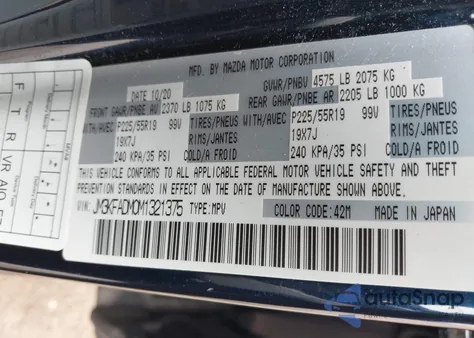 MFD. BY MAZDA MOTOR CORPORATION
DATE 10/20
GVWR/PNBV 4575 LB 2075 KG
FRONT GAWR/PNBE AV 2370 LB 1075 KG
REAR GAWR/PNBE AR 2205 LB 1000 KG
WITH/AVEC P225/55R19 99V TIRES/PNEUS
19X7J RIMS/JANTES
240 KPA/35 PSI COLD/A FROID
WITH/AVEC P225/55R19 99V TIRES/PNEUS
19X7J RIMS/JANTES
240 KPA/35 PSI COLD/A FROID
THIS VEHICLE CONFORMS TO ALL APPLICABLE FEDERAL MOTOR VEHICLE SAFETY AND THEFT
PREVENTION STANDARDS IN EFFECT ON THE DATE OF MANUFACTURE SHOWN ABOVE.
VIN: JM3KFADM0M1321375 TYPE:MPV COLOR CODE:42M MADE IN JAPAN
F
T
R
VR
autoSnap